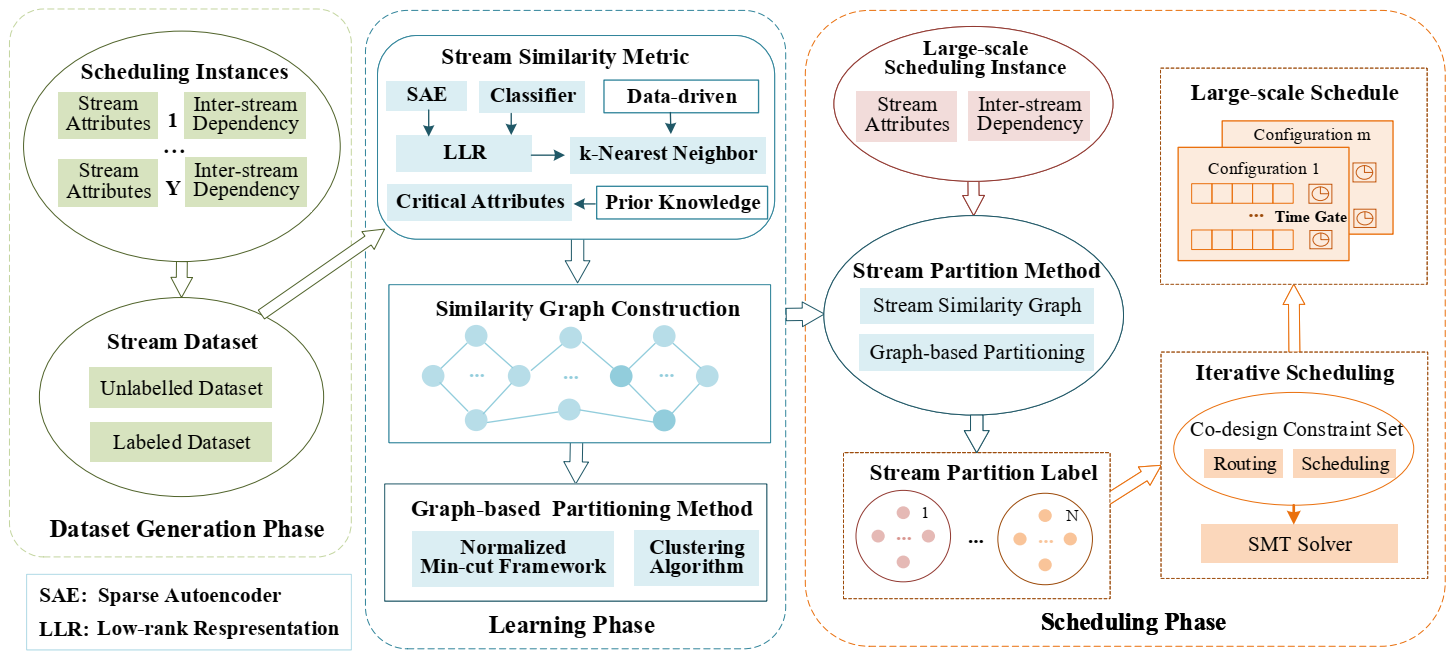 Scheduling Instances
Stream Attributes
1
Inter-stream Dependency
...
Stream Attributes
Y
Inter-stream Dependency
Stream Dataset
Unlabelled Dataset
Labeled Dataset
Dataset Generation Phase
SAE: Sparse Autoencoder
LLR: Low-rank Respresentation
Stream Similarity Metric
SAE
Classifier
Data-driven
LLR
k-Nearest Neighbor
Critical Attributes
Prior Knowledge
Similarity Graph Construction
...
...
...
Graph-based Partitioning Method
Normalized
Min-cut Framework
Clustering
Algorithm
Learning Phase
Large-scale
Scheduling Instance
Stream
Attributes
Inter-stream
Dependency
Stream Partition Method
Stream Similarity Graph
Graph-based Partitioning
Stream Partition Label
1
...
...
N
...
Large-scale Schedule
Configuration m
Configuration 1
... Time Gate
Iterative Scheduling
Co-design Constraint Set
Routing
Scheduling
SMT Solver
Scheduling Phase